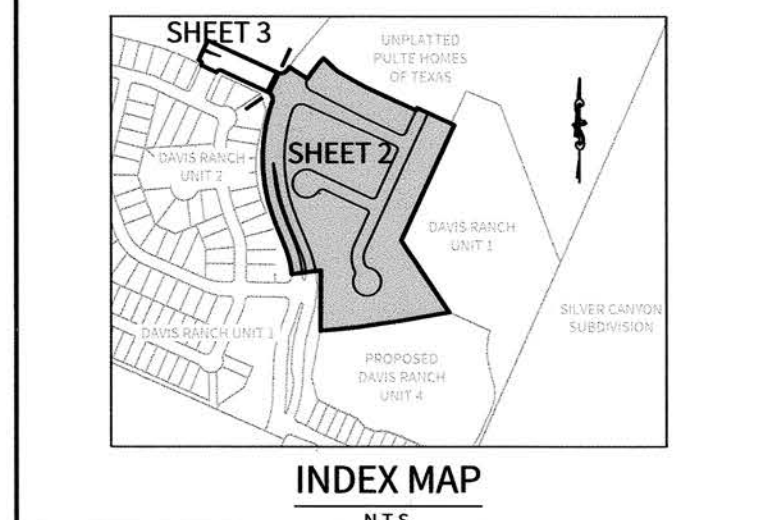 SHEET 3
UNPLATTED
PULTE HOMES
OF TEXAS
SHEET 2
DAVIS RANCH
UNIT 2
DAVIS RANCH
UNIT 1
SILVER CANYON
SUBDIVISION
DAVIS RANCH UNIT 1
PROPOSED
DAVIS RANCH
UNIT 4
INDEX MAP
N.T.S.